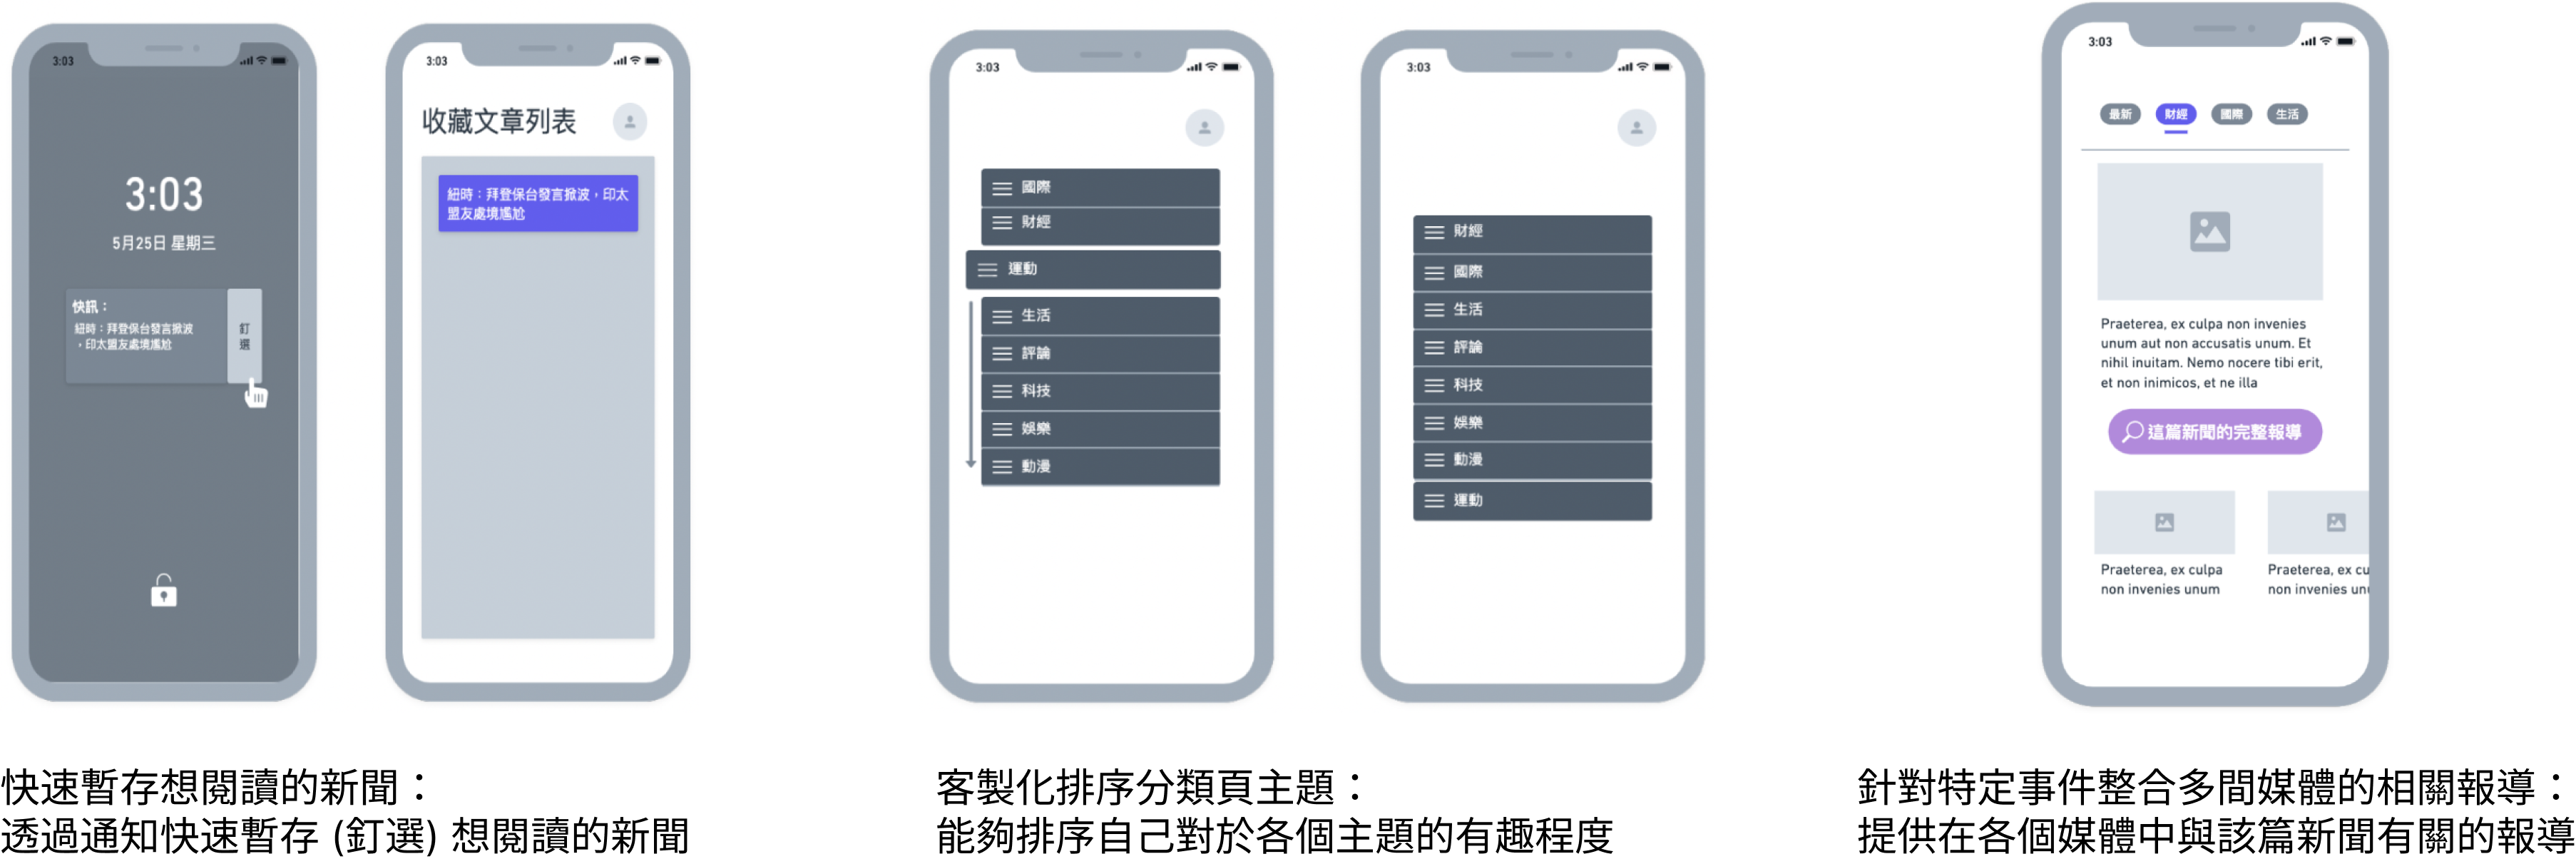 3:03
3:03
5月25日 星期三
快訊：
紐時：拜登保台發言掀波
，印太盟友處境尷尬
釘
選
3:03
收藏文章列表
紐時：拜登保台發言掀波，印太
盟友處境尷尬
快速暫存想閱讀的新聞：
透過通知快速暫存 (釘選) 想閱讀的新聞
3:03
國際
財經
運動
生活
評論
科技
娛樂
動漫
3:03
財經
國際
生活
評論
科技
娛樂
動漫
運動
客製化排序分類頁主題：
能夠排序自己對於各個主題的有趣程度
3:03
最新 財經 國際 生活
Praeterea, ex culpa non invenies
unum aut non accusatis unum. Et
nihil inuitam. Nemo nocere tibi erit,
et non inimicos, et ne illa
這篇新聞的完整報導
Praeterea, ex culpa
non invenies unum
Praeterea, ex cu
non invenies un
針對特定事件整合多間媒體的相關報導：
提供在各個媒體中與該篇新聞有關的報導